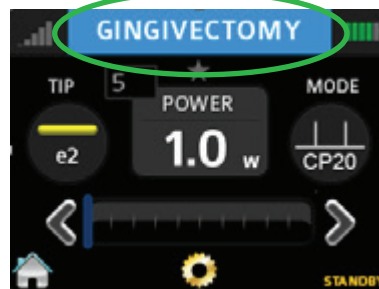 GINGIVECTOMY
TIP
5
POWER
MODE
e2
1.0 w
CP20
STANDBY